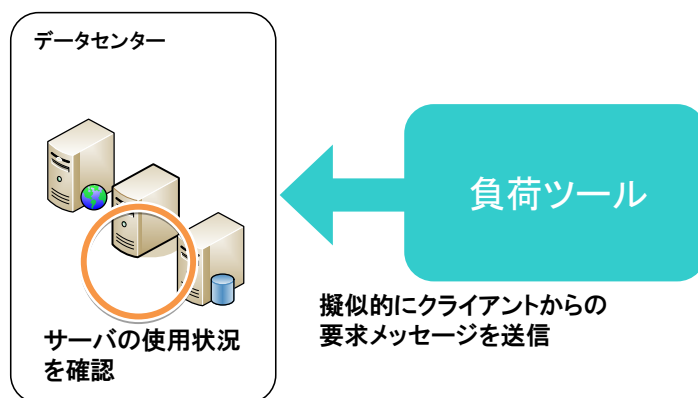 データセンター
負荷ツール
擬似的にクライアントからの
要求メッセージを送信
サーバの使用状況
を確認